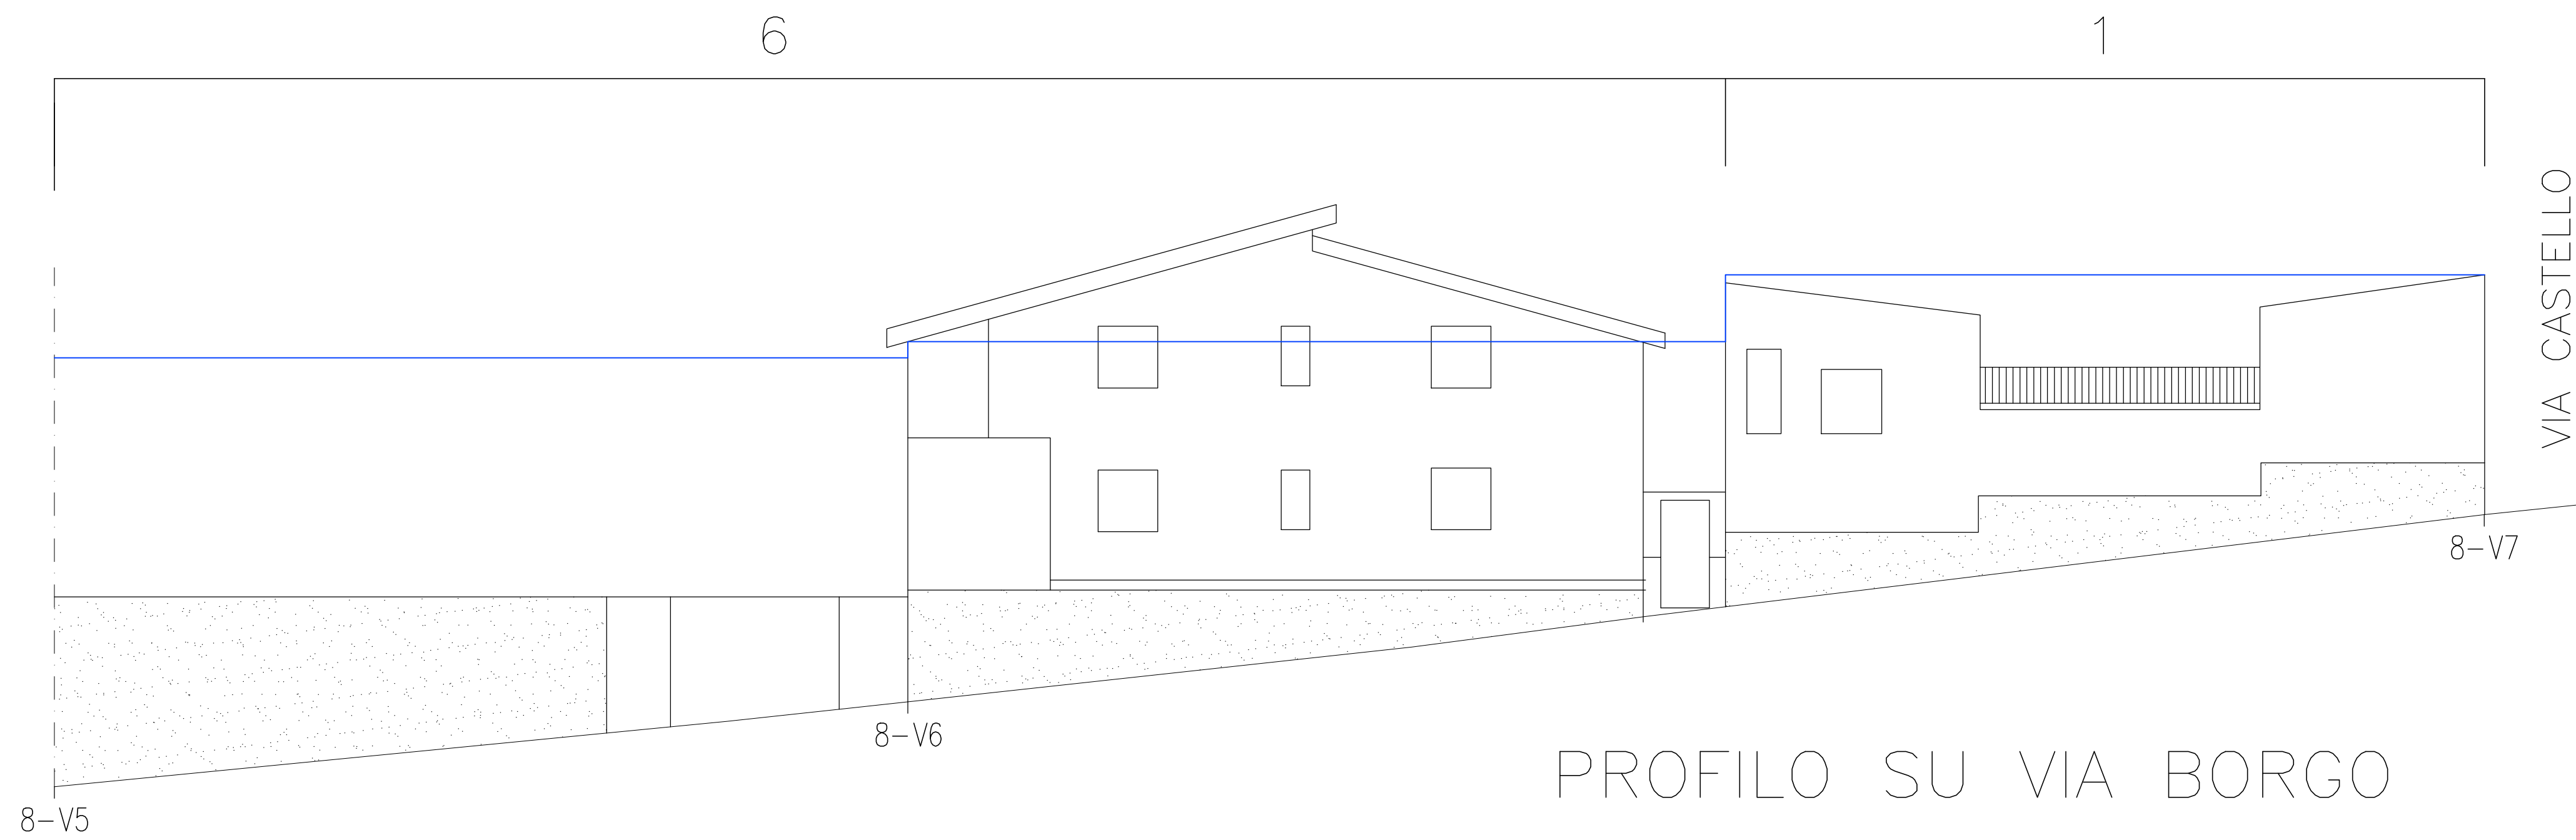 6
1
VIA CASTELLO
8-V7
8-V6
PROFILO SU VIA BORGO
8-V5